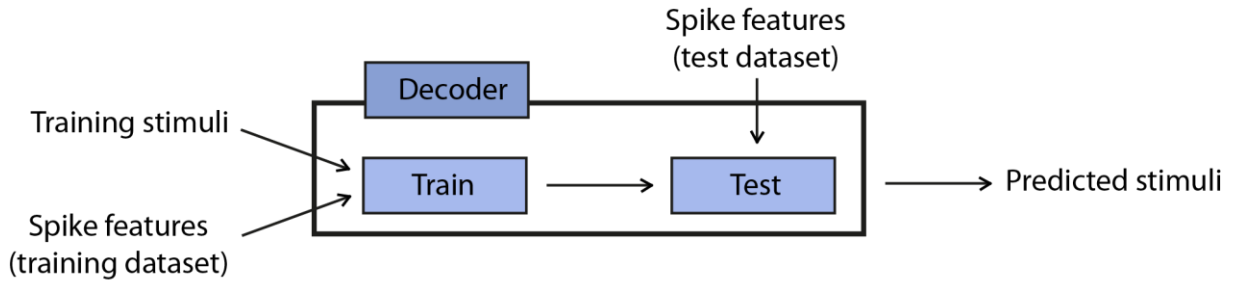 Spike features
(test dataset)
Decoder
Training stimuli
Train
Test
Predicted stimuli
Spike features
(training dataset)